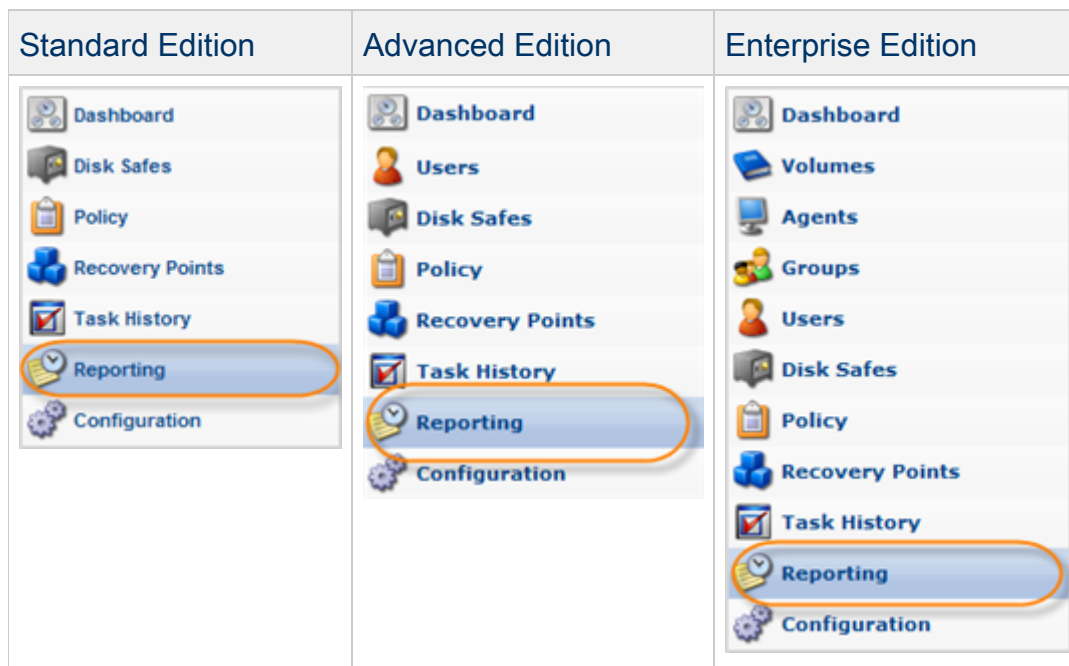 Standard Edition
Dashboard
Disk Safes
Policy
Recovery Points
Task History
Reporting
Configuration
Advanced Edition
Dashboard
Users
Disk Safes
Policy
Recovery Points
Task History
Reporting
Configuration
Enterprise Edition
Dashboard
Volumes
Agents
Groups
Users
Disk Safes
Policy
Recovery Points
Task History
Reporting
Configuration